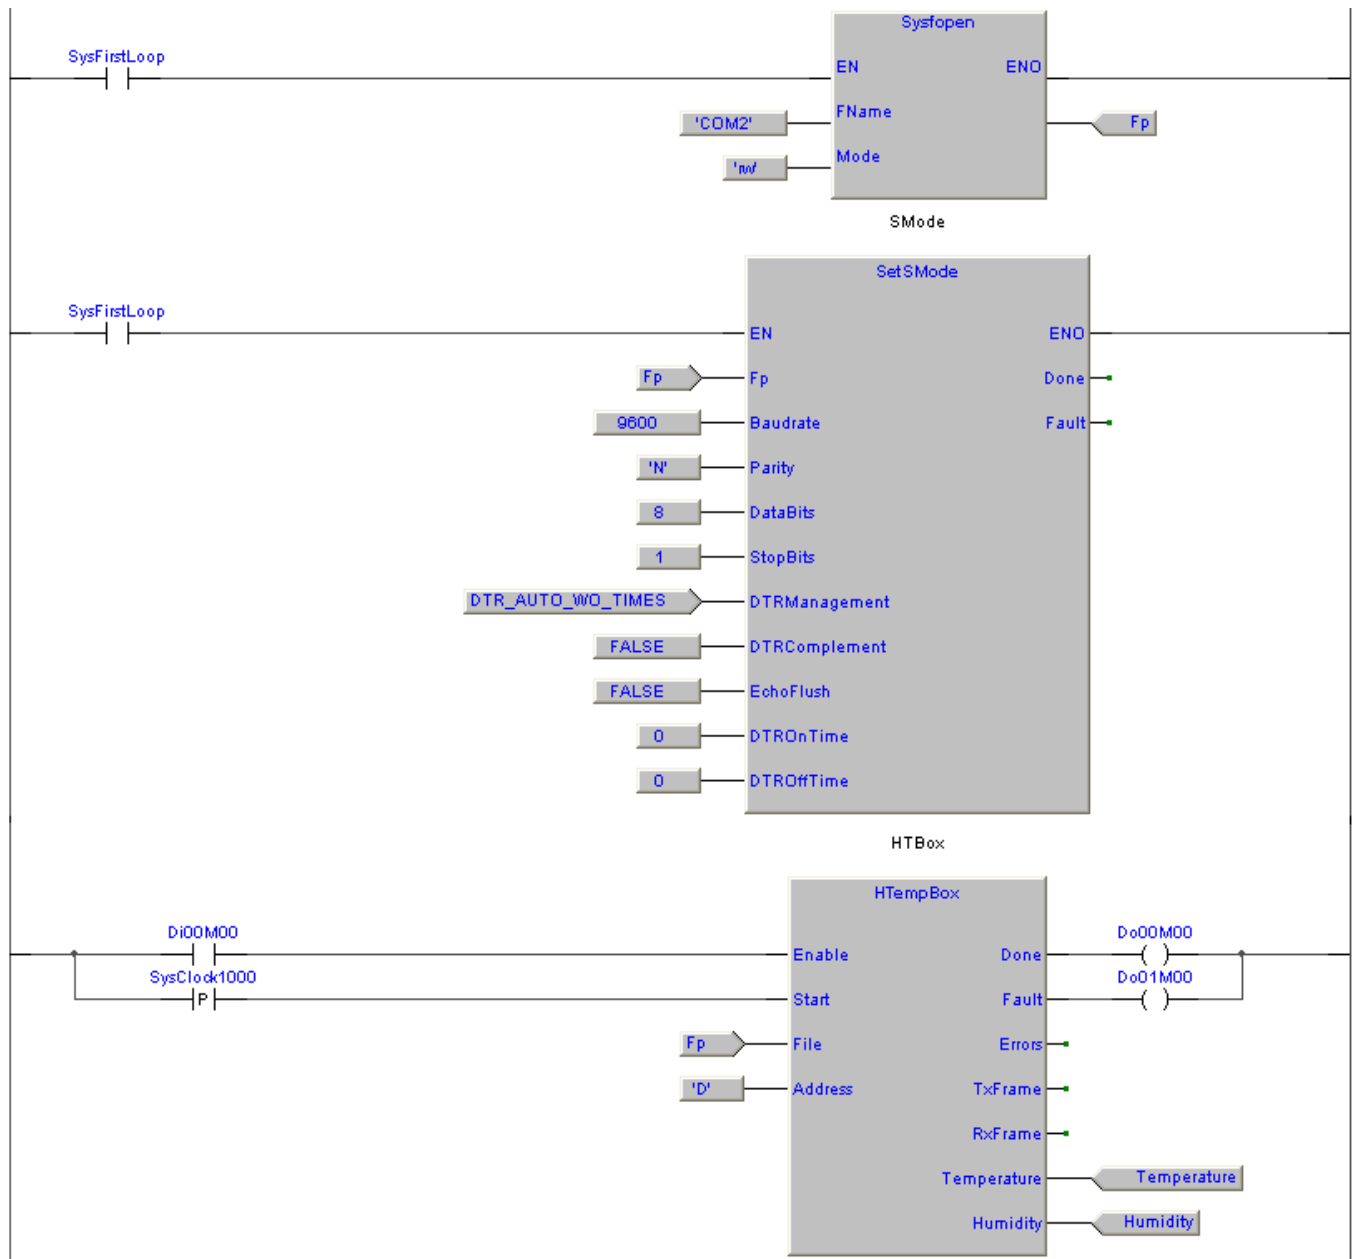 Sysfopen
SysFirstLoop
EN ENO
'COM2' FName Fp
'rw' Mode
SMode
SetSMode
SysFirstLoop
EN ENO
Fp Fp Done
9600 Baudrate Fault
'N' Parity
8 DataBits
1 StopBits
DTR_AUTO_WO_TIMES DTRManagement
FALSE DTRComplement
FALSE EchoFlush
0 DTROnTime
0 DTROffTime
HTBox
HTempBox
Di00M00 Do00M00
Enable Done
SysClock1000 Do01M00
P Start Fault
Fp File Errors
'D' Address TxFrame
RxFrame
Temperature Temperature
Humidity Humidity